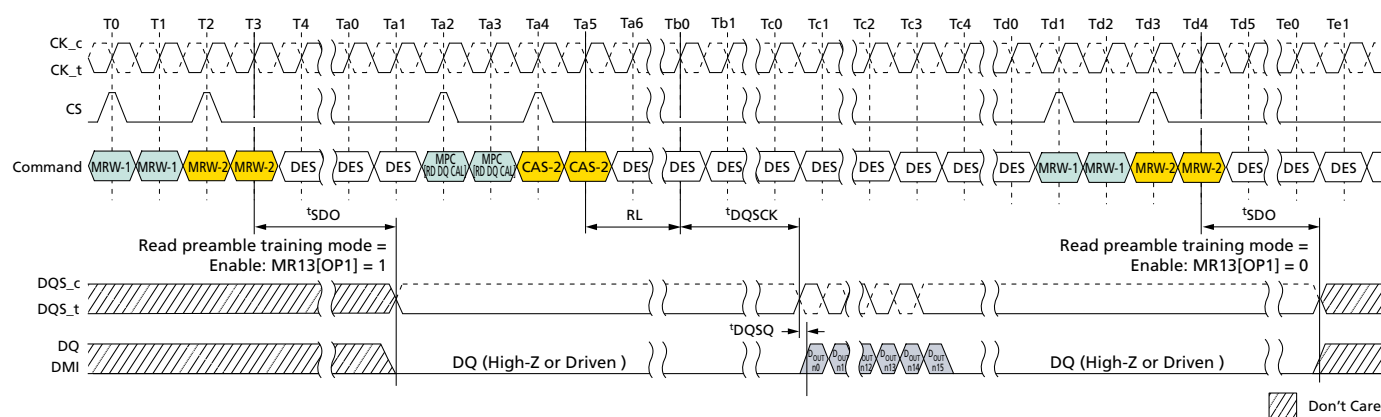 T0 T1 T2 T3 T4 Ta0 Ta1 Ta2 Ta3 Ta4 Ta5 Ta6 Tb0 Tb1 Tc0 Tc1 Tc2 Tc3 Tc4 Td0 Td1 Td2 Td3 Td4 Td5 Te0 Te1
CK_c
CK_t
CS
Command MRW-1 MRW-1 MRW-2 MRW-2 DES DES DES MPC [RD DQ CAL] MPC [RD DQ CAL] CAS-2 CAS-2 DES DES DES DES DES DES DES DES DES MRW-1 MRW-1 MRW-2 MRW-2 DES DES DES
tSDO RL tDQSCK tSDO
Read preamble training mode =
Enable: MR13[OP1] = 1
Read preamble training mode =
Enable: MR13[OP1] = 0
DQS_c
DQS_t
tDQSQ
DQ
DMI
DQ (High-Z or Driven )
DOUT n0 DOUT n1 DOUT n12 DOUT n13 DOUT n14 DOUT n15
DQ (High-Z or Driven )
Don't Care